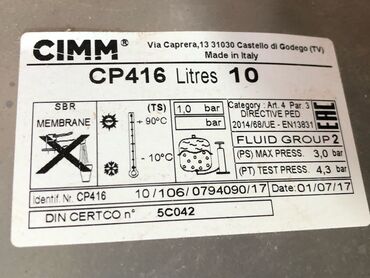 CIMM®
Via Caprera,13 31030 Castello di Godego (TV)
Made in Italy
CP416 Litres 10
SBR
MEMBRANE
(TS)
+ 90°C
- 10°C
1,0 bar
bar
Category : Art. 4 Par. 3
DIRECTIVE PED
2014/68/UE - EN13831
EAC
FLUID GROUP 2
(PS) MAX PRESS. 3,0 bar
(PT) TEST PRESS. 4,3 bar
Identif. Nr. CP416
10/106/0794090/17
Date: 01/07/17
DIN CERTCO n° 5C042